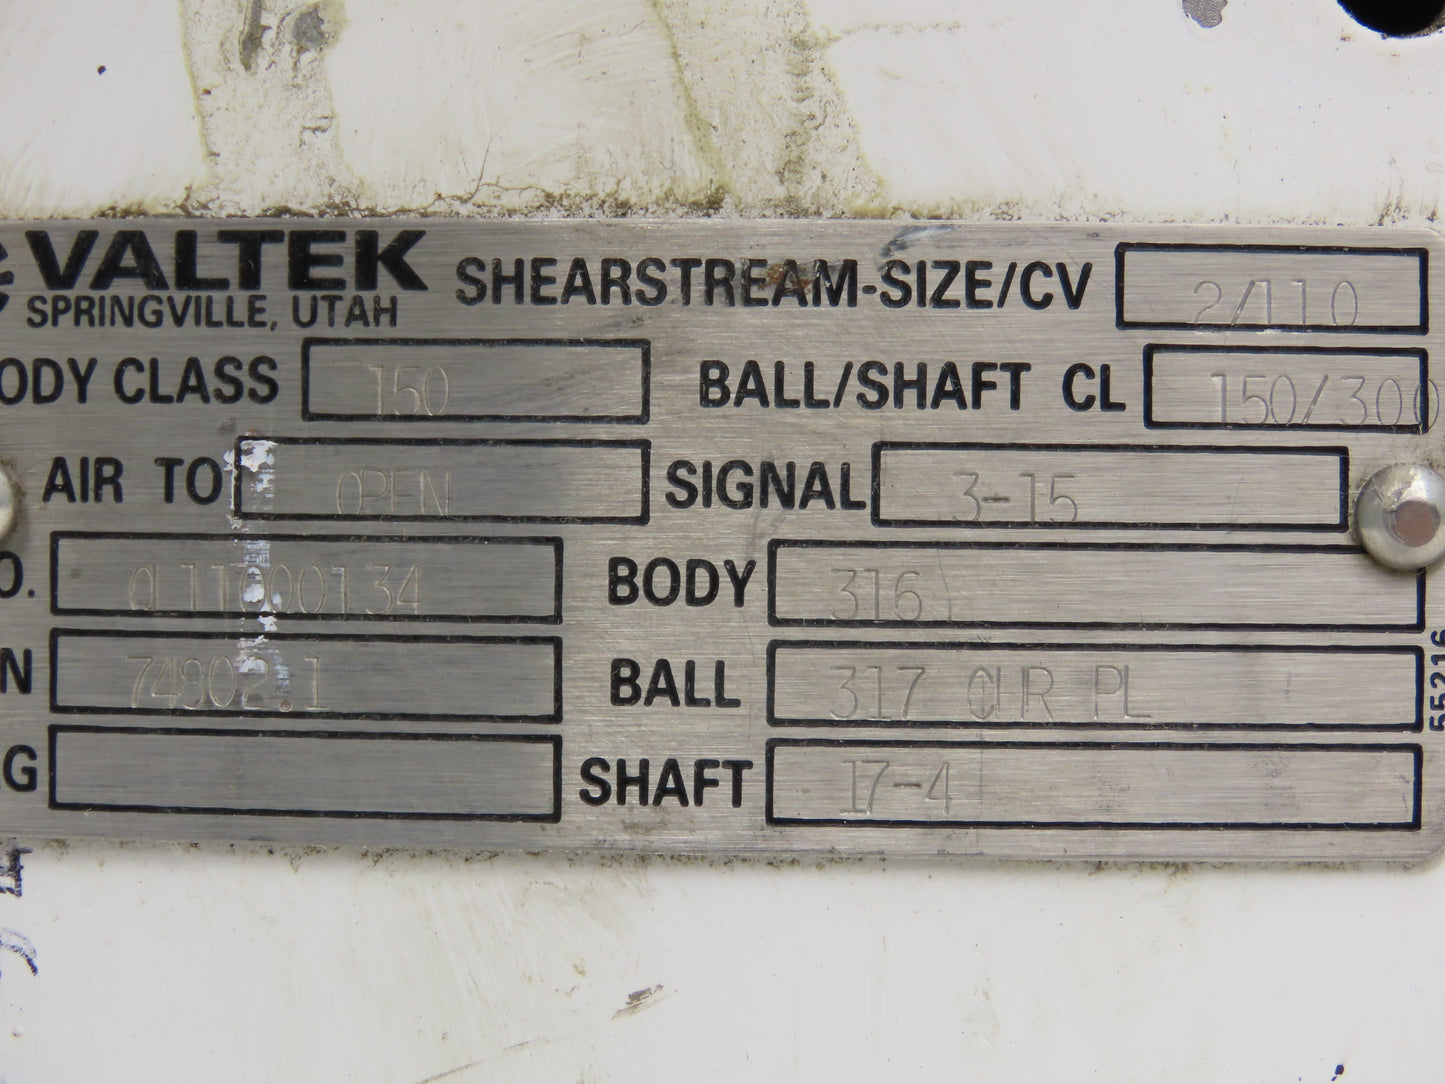 VALTEK
SPRINGVILLE, UTAH
SHEARSTREAM-SIZE/CV 2/110
ODY CLASS 150 BALL/SHAFT CL 150/300
AIR TO OPEN SIGNAL 3-15
O. 0L11000134 BODY 316
N 74802.1 BALL 317 CHR PL
G SHAFT 17-4
55216